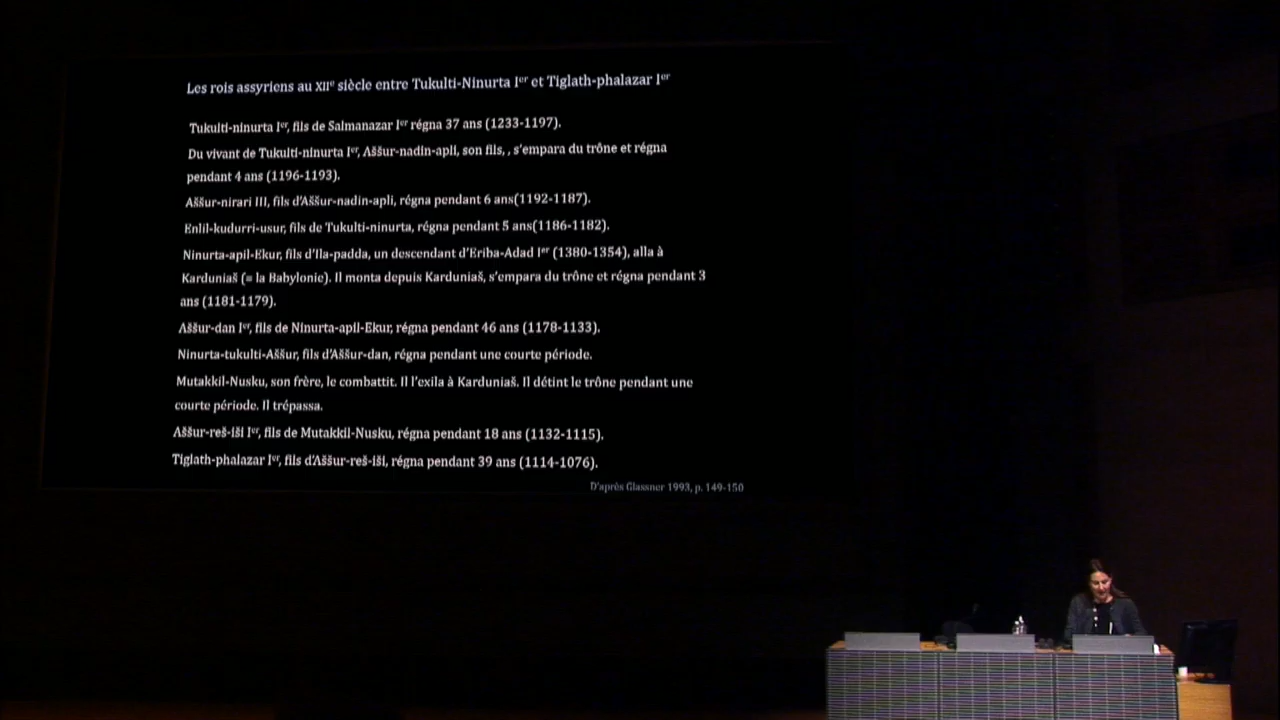 Les rois assyriens au XIIᵉ siècle entre Tukulti-Ninurta Iᵉʳ et Tiglath-phalazar Iᵉʳ
Tukulti-ninurta Iᵉʳ, fils de Salmanazar Iᵉʳ régna 37 ans (1233-1197).
Du vivant de Tukulti-ninurta Iᵉʳ, Aššur-nadin-apli, son fils, , s'empara du trône et régna
pendant 4 ans (1196-1193).
Aššur-nirari III, fils d'Aššur-nadin-apli, régna pendant 6 ans(1192-1187).
Enlil-kudurri-usur, fils de Tukulti-ninurta, régna pendant 5 ans(1186-1182).
Ninurta-apil-Ekur, fils d'Ila-padda, un descendant d'Eriba-Adad Iᵉʳ (1380-1354), alla à
Karduniaš (= la Babylonie). Il monta depuis Karduniaš, s'empara du trône et régna pendant 3
ans (1181-1179).
Aššur-dan Iᵉʳ, fils de Ninurta-apil-Ekur, régna pendant 46 ans (1178-1133).
Ninurta-tukulti-Aššur, fils d'Aššur-dan, régna pendant une courte période.
Mutakkil-Nusku, son frère, le combattit. Il l'exila à Karduniaš. Il détint le trône pendant une
courte période. Il trépassa.
Aššur-reš-iši Iᵉʳ, fils de Mutakkil-Nusku, régna pendant 18 ans (1132-1115).
Tiglath-phalazar Iᵉʳ, fils d'Aššur-reš-iši, régna pendant 39 ans (1114-1076).
D'après Glassner 1993, p. 149-150